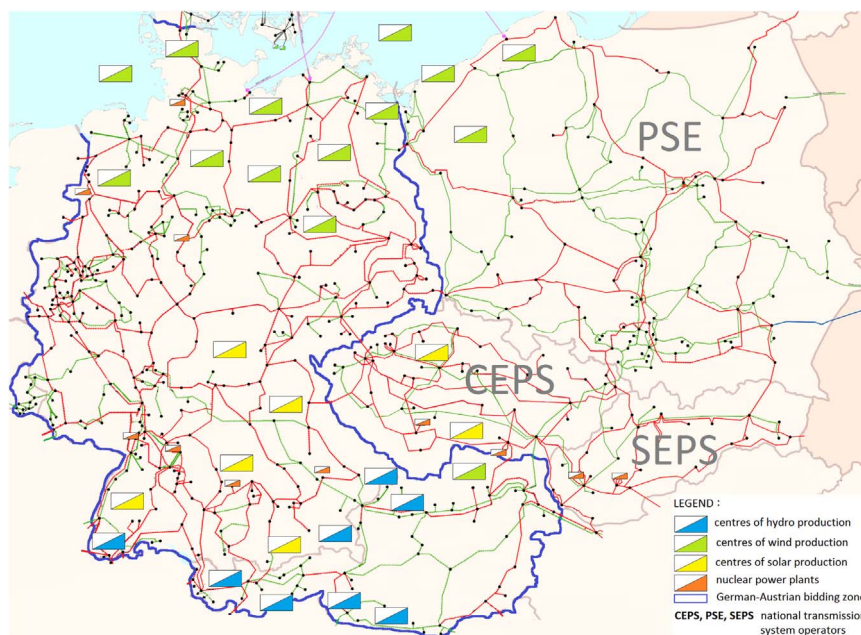 PSE
CEPS
SEPS
LEGEND :
centres of hydro production
centres of wind production
centres of solar production
nuclear power plants
German-Austrian bidding zone
CEPS, PSE, SEPS national transmission
system operators